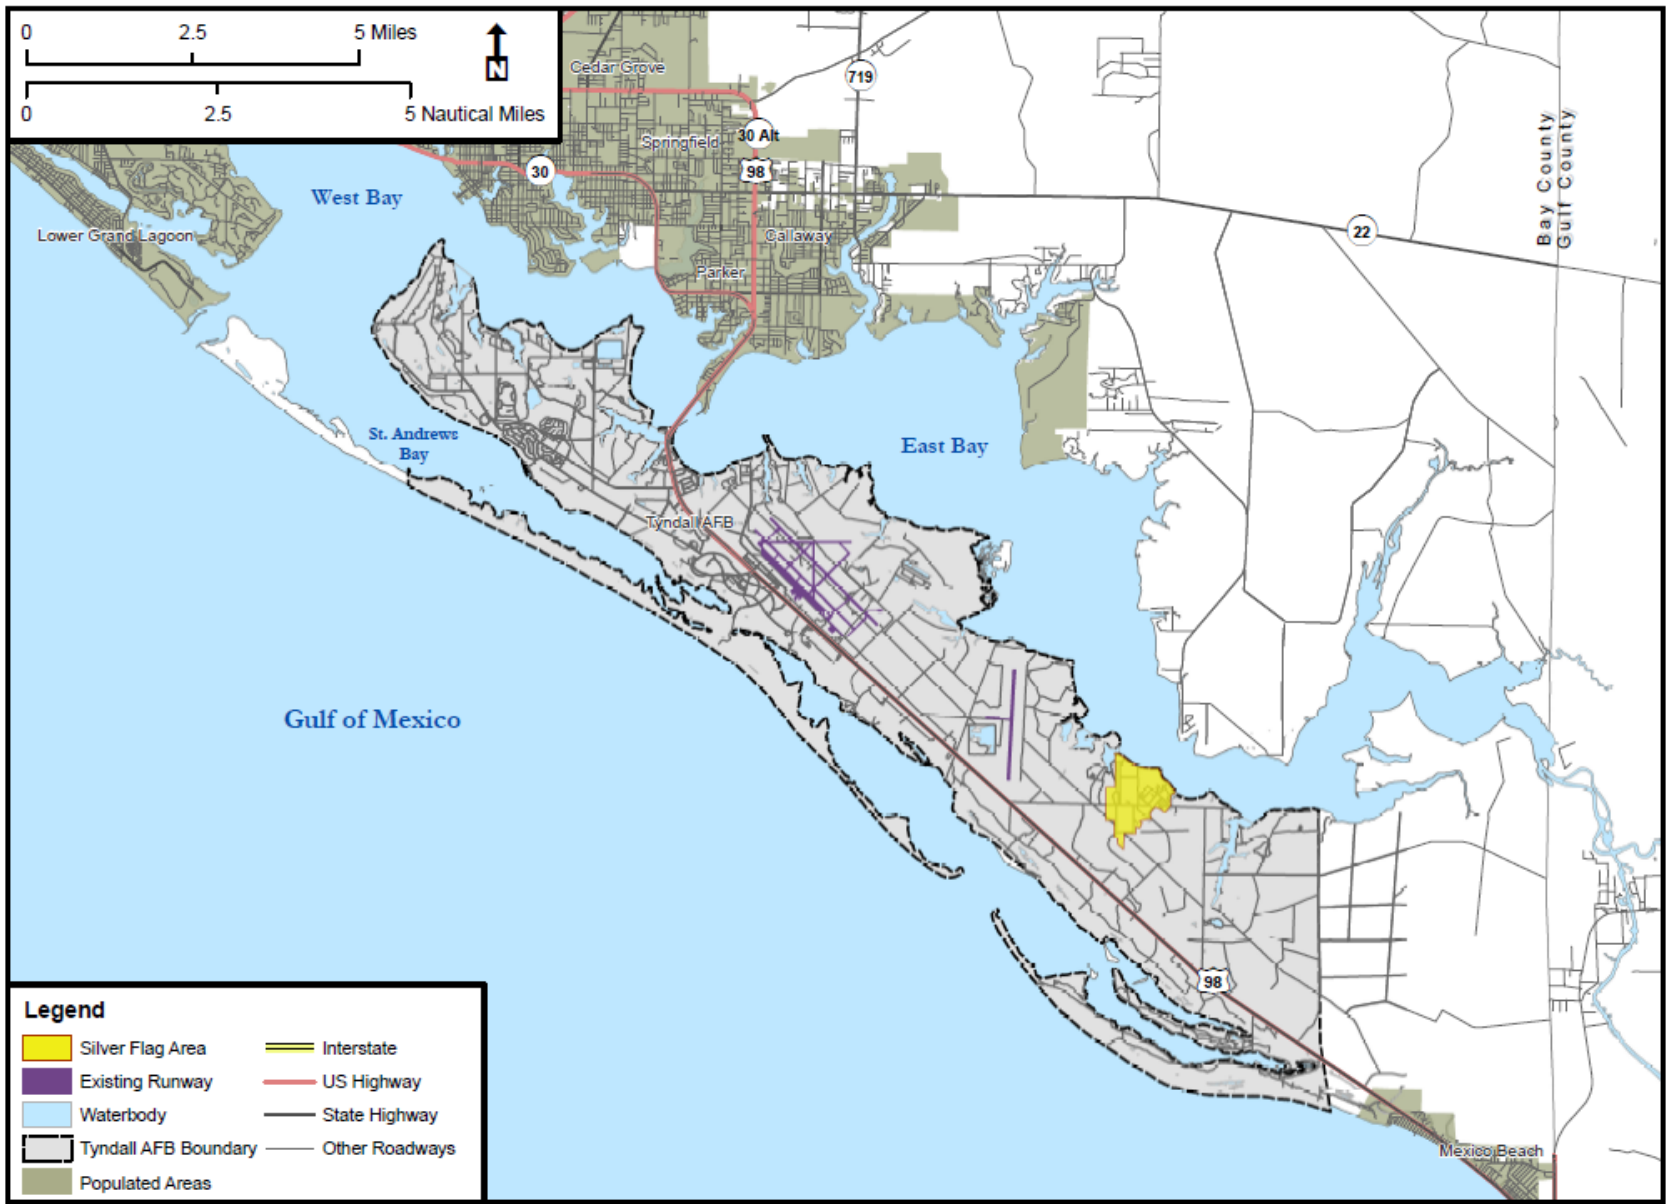 0 2.5 5 Miles
N
0 2.5 5 Nautical Miles
Cedar Grove
719
30 Alt
Springfield
98
30
West Bay
Lower Grand Lagoon
Callaway
22
Bay County
Gulf County
Parker
St. Andrews
Bay
East Bay
Tyndall AFB
Gulf of Mexico
98
Mexico Beach
Legend
Silver Flag Area
Existing Runway
Waterbody
Tyndall AFB Boundary
Populated Areas
Interstate
US Highway
State Highway
Other Roadways